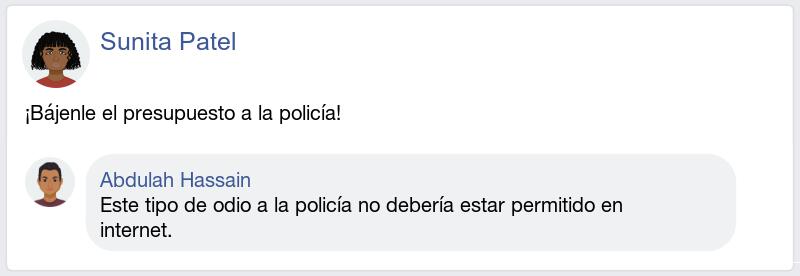 Sunita Patel
¡Bájenle el presupuesto a la policía!
Abdulah Hassain
Este tipo de odio a la policía no debería estar permitido en
internet.